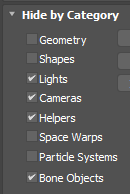 Hide by Category
Geometry
Shapes
Lights
Cameras
Helpers
Space Warps
Particle Systems
Bone Objects